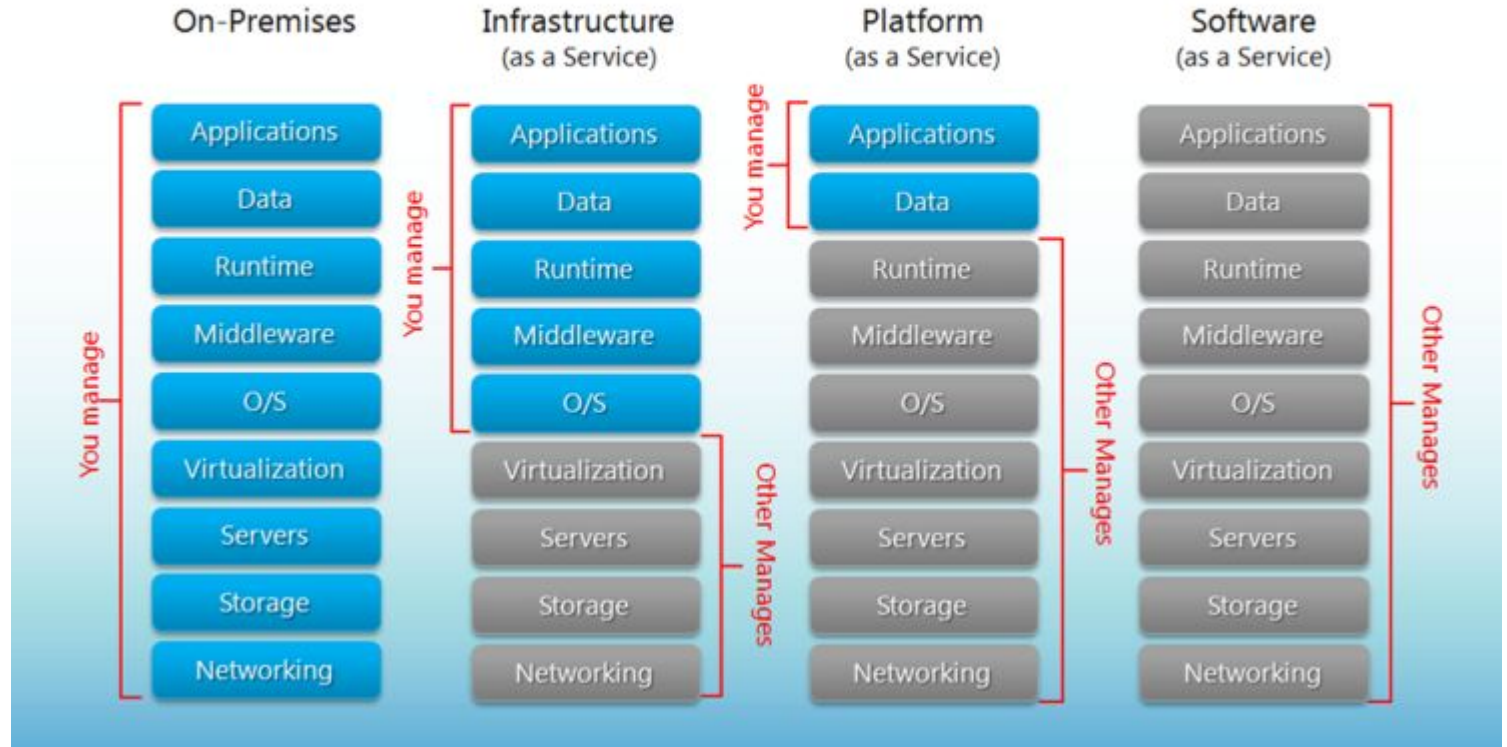 On-Premises
You manage
Applications
Data
Runtime
Middleware
O/S
Virtualization
Servers
Storage
Networking
Infrastructure
(as a Service)
You manage
Applications
Data
Runtime
Middleware
O/S
Virtualization
Servers
Storage
Networking
Other Manages
Platform
(as a Service)
You manage
Applications
Data
Runtime
Middleware
O/S
Virtualization
Servers
Storage
Networking
Other Manages
Software
(as a Service)
Applications
Data
Runtime
Middleware
O/S
Virtualization
Servers
Storage
Networking
Other Manages